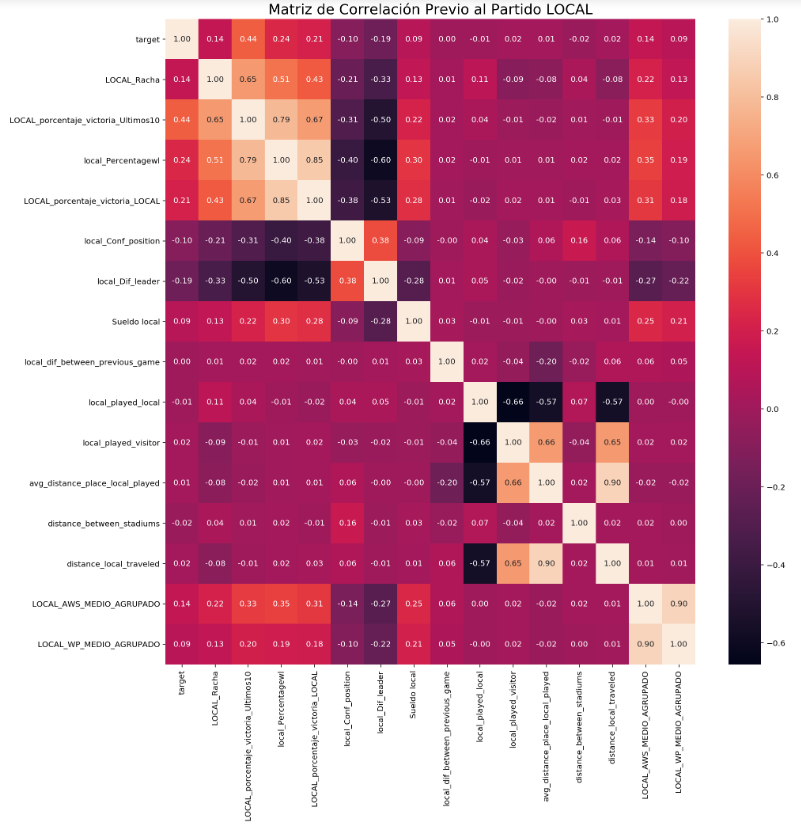 Matriz de Correlación Previo al Partido LOCAL
target 1.00 0.14 0.44 0.24 0.21 -0.10 -0.19 0.09 0.00 -0.01 0.02 0.01 -0.02 0.02 0.14 0.09
LOCAL_Racha 0.14 1.00 0.65 0.51 0.43 -0.21 -0.33 0.13 0.01 0.11 -0.09 -0.08 0.04 -0.08 0.22 0.13
LOCAL_porcentaje_victoria_Ultimos10 0.44 0.65 1.00 0.79 0.67 -0.31 -0.50 0.22 0.02 0.04 -0.01 -0.02 0.01 -0.01 0.33 0.20
local_Percentagewl 0.24 0.51 0.79 1.00 0.85 -0.40 -0.60 0.30 0.02 -0.01 0.01 0.01 0.02 0.02 0.35 0.19
LOCAL_porcentaje_victoria_LOCAL 0.21 0.43 0.67 0.85 1.00 -0.38 -0.53 0.28 0.01 -0.02 0.02 0.01 -0.01 0.03 0.31 0.18
local_Conf_position -0.10 -0.21 -0.31 -0.40 -0.38 1.00 0.38 -0.09 -0.00 0.04 -0.03 0.06 0.16 0.06 -0.14 -0.10
local_Dif_leader -0.19 -0.33 -0.50 -0.60 -0.53 0.38 1.00 -0.28 0.01 0.05 -0.02 -0.00 -0.01 -0.01 -0.27 -0.22
Sueldo local 0.09 0.13 0.22 0.30 0.28 -0.09 -0.28 1.00 0.03 -0.01 -0.01 -0.00 0.03 0.01 0.25 0.21
local_dif_between_previous_game 0.00 0.01 0.02 0.02 0.01 -0.00 0.01 0.03 1.00 0.02 -0.04 -0.20 -0.02 0.06 0.06 0.05
local_played_local -0.01 0.11 0.04 -0.01 -0.02 0.04 0.05 -0.01 0.02 1.00 -0.66 -0.57 0.07 -0.57 0.00 -0.00
local_played_visitor 0.02 -0.09 -0.01 0.01 0.02 -0.03 -0.02 -0.01 -0.04 -0.66 1.00 0.66 -0.04 0.65 0.02 0.02
avg_distance_place_local_played 0.01 -0.08 -0.02 0.01 0.01 0.06 -0.00 -0.00 -0.20 -0.57 0.66 1.00 0.02 0.90 -0.02 -0.02
distance_between_stadiums -0.02 0.04 0.01 0.02 -0.01 0.16 -0.01 0.03 -0.02 0.07 -0.04 0.02 1.00 0.02 0.02 0.00
distance_local_traveled 0.02 -0.08 -0.01 0.02 0.03 0.06 -0.01 0.01 0.06 -0.57 0.65 0.90 0.02 1.00 0.01 0.01
LOCAL_AWS_MEDIO_AGRUPADO 0.14 0.22 0.33 0.35 0.31 -0.14 -0.27 0.25 0.06 0.00 0.02 -0.02 0.02 0.01 1.00 0.90
LOCAL_WP_MEDIO_AGRUPADO 0.09 0.13 0.20 0.19 0.18 -0.10 -0.22 0.21 0.05 -0.00 0.02 -0.02 0.00 0.01 0.90 1.00
target
LOCAL_Racha
LOCAL_porcentaje_victoria_Ultimos10
local_Percentagewl
LOCAL_porcentaje_victoria_LOCAL
local_Conf_position
local_Dif_leader
Sueldo local
local_dif_between_previous_game
local_played_local
local_played_visitor
avg_distance_place_local_played
distance_between_stadiums
distance_local_traveled
LOCAL_AWS_MEDIO_AGRUPADO
LOCAL_WP_MEDIO_AGRUPADO
1.0
0.8
0.6
0.4
0.2
0.0
−0.2
−0.4
−0.6